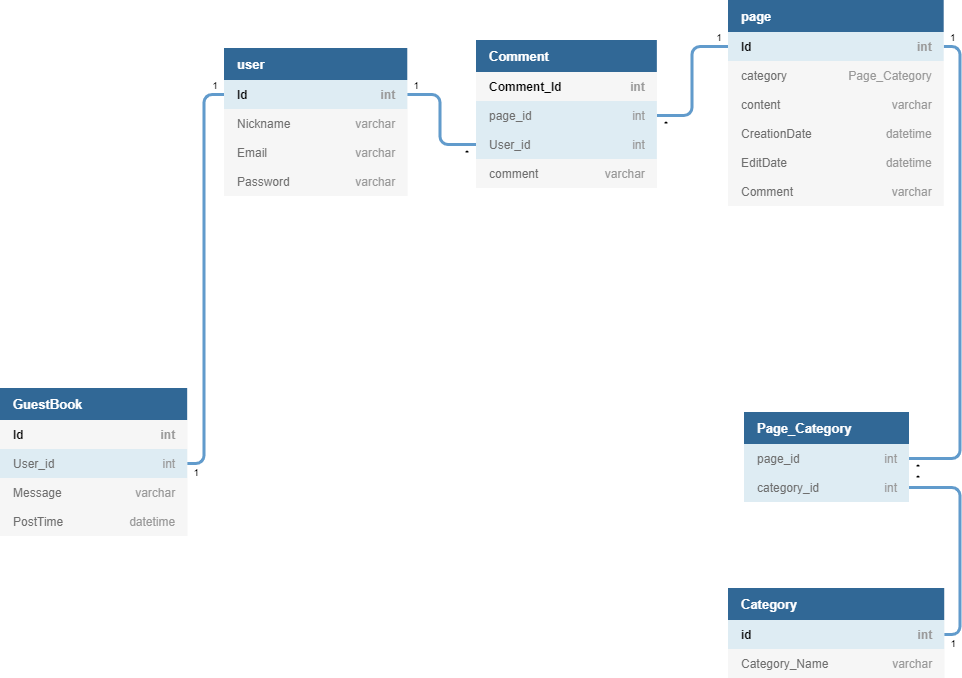 user
Id int
Nickname varchar
Email varchar
Password varchar
Comment
Comment_Id int
page_id int
User_id int
comment varchar
page
Id int
category Page_Category
content varchar
CreationDate datetime
EditDate datetime
Comment varchar
1
1
1
1
*
*
GuestBook
Id int
User_id int
Message varchar
PostTime datetime
1
Page_Category
page_id int
category_id int
*
*
Category
id int
Category_Name varchar
1